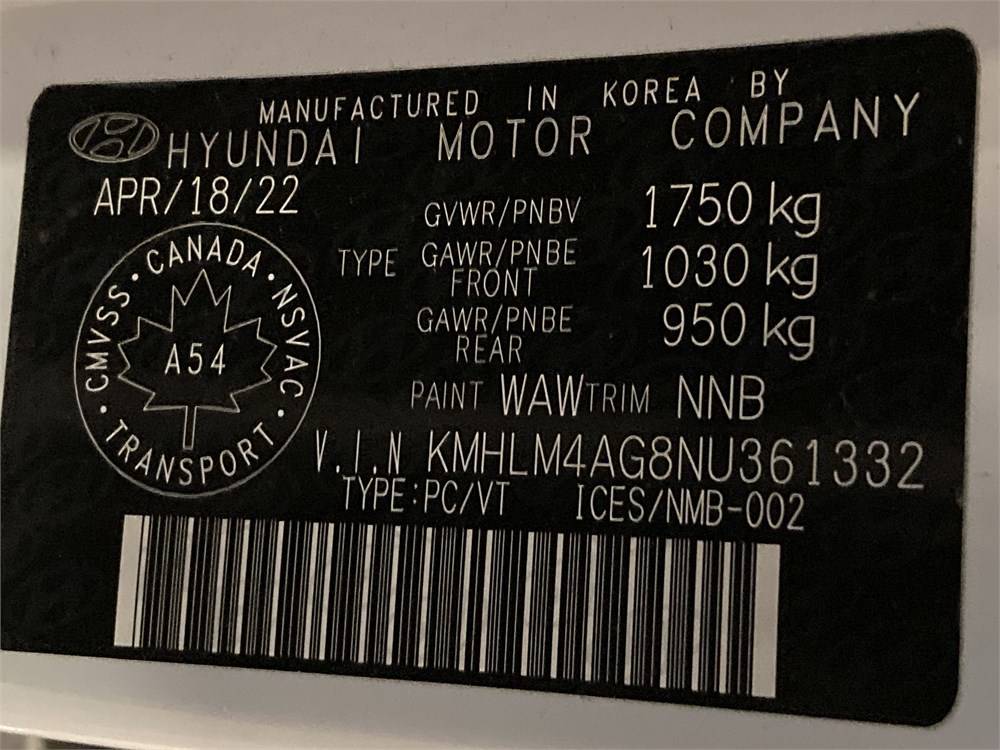 MANUFACTURED IN KOREA BY
HYUNDAI MOTOR COMPANY
APR/18/22
GVWR/PNBV 1750 kg
TYPE GAWR/PNBE FRONT 1030 kg
GAWR/PNBE REAR 950 kg
CMVSS • CANADA • NSVAC • TRANSPORT •
A54
PAINT WAW TRIM NNB
V.I.N KMHLM4AG8NU361332
TYPE:PC/VT ICES/NMB-002